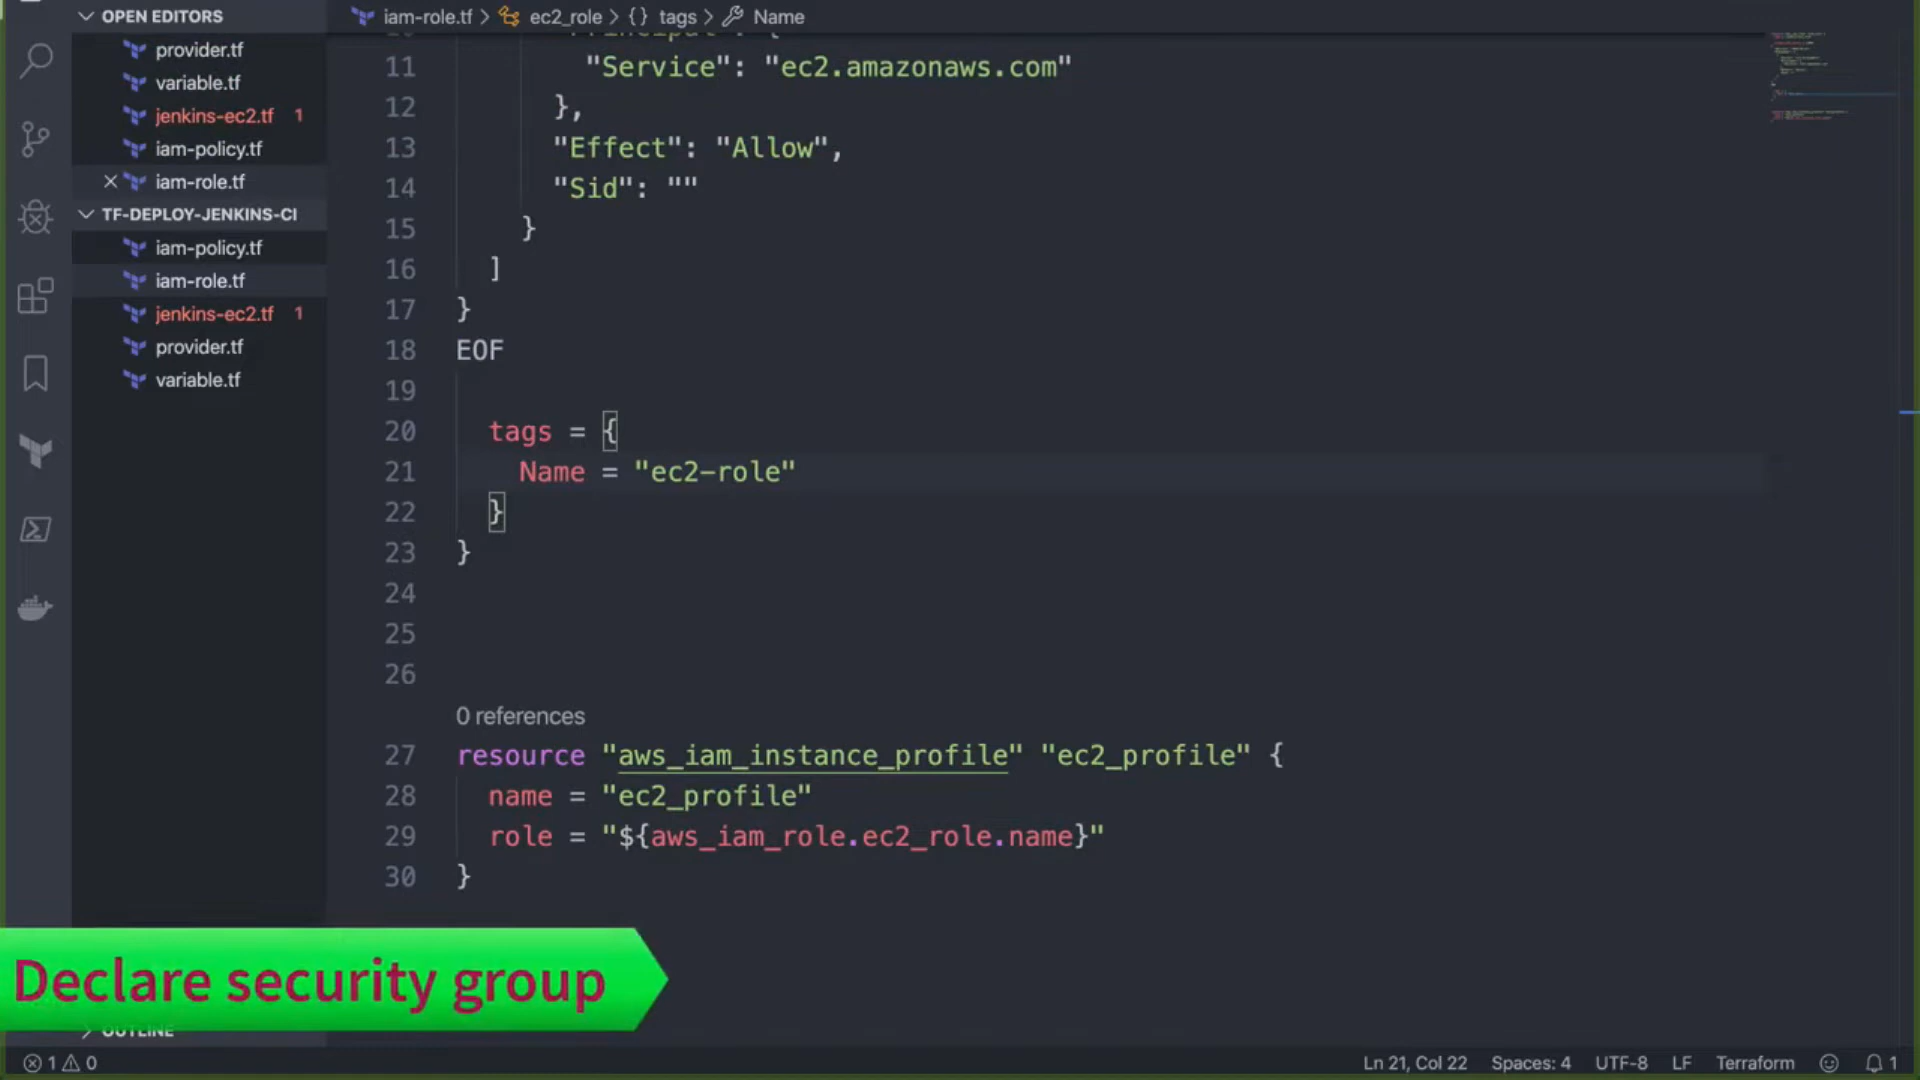 OPEN EDITORS
provider.tf
variable.tf
jenkins-ec2.tf 1
iam-policy.tf
iam-role.tf
TF-DEPLOY-JENKINS-CI
iam-policy.tf
iam-role.tf
jenkins-ec2.tf 1
provider.tf
variable.tf
OUTLINE
iam-role.tf > ec2_role > {} tags > Name
10 "Principal": {
11 "Service": "ec2.amazonaws.com"
12 },
13 "Effect": "Allow",
14 "Sid": ""
15 }
16 ]
17 }
18 EOF
19
20 tags = {
21 Name = "ec2-role"
22 }
23 }
24
25
26
0 references
27 resource "aws_iam_instance_profile" "ec2_profile" {
28 name = "ec2_profile"
29 role = "${aws_iam_role.ec2_role.name}"
30 }
Declare security group
1 0
Ln 21, Col 22 Spaces: 4 UTF-8 LF Terraform 1